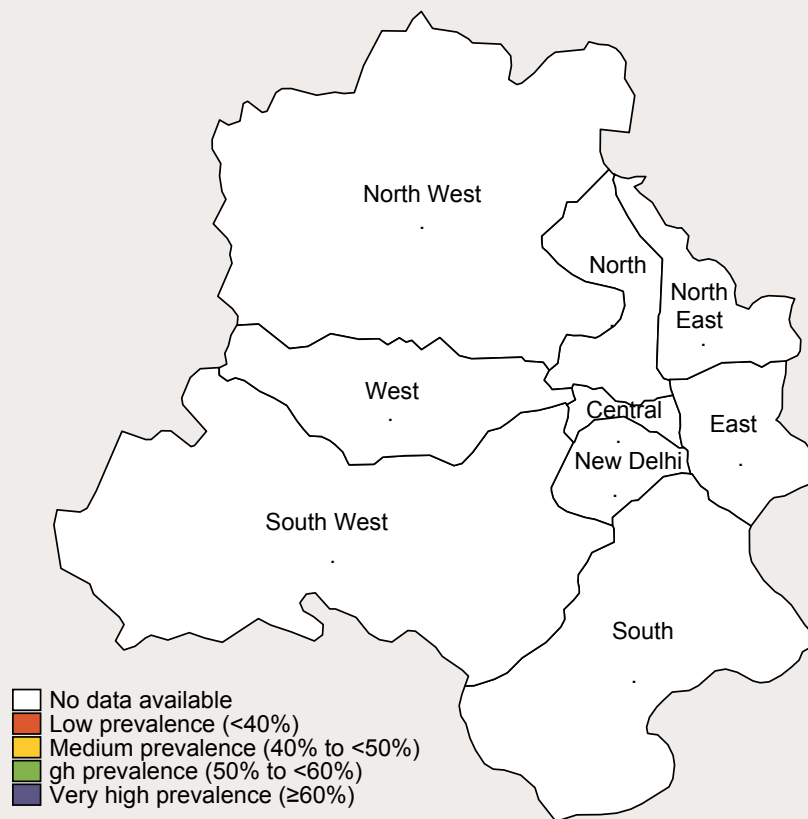 North West
North
North
East
West
Central
East
New Delhi
South West
South
No data available
Low prevalence (<40%)
Medium prevalence (40% to <50%)
gh prevalence (50% to <60%)
Very high prevalence (≥60%)